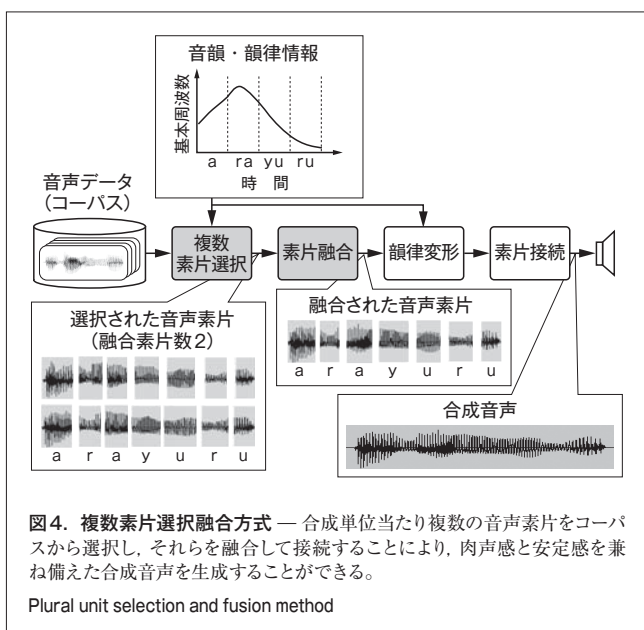 音韻・韻律情報
基本周波数
a ra yu ru
時 間
音声データ
(コーパス)
複数
素片選択
素片融合
韻律変形
素片接続
選択された音声素片
(融合素片数2)
a r a y u r u
融合された音声素片
a r a y u r u
合成音声
図4. 複数素片選択融合方式 — 合成単位当たり複数の音声素片をコーパ
スから選択し,それらを融合して接続することにより,肉声感と安定感を兼
ね備えた合成音声を生成することができる。
Plural unit selection and fusion method